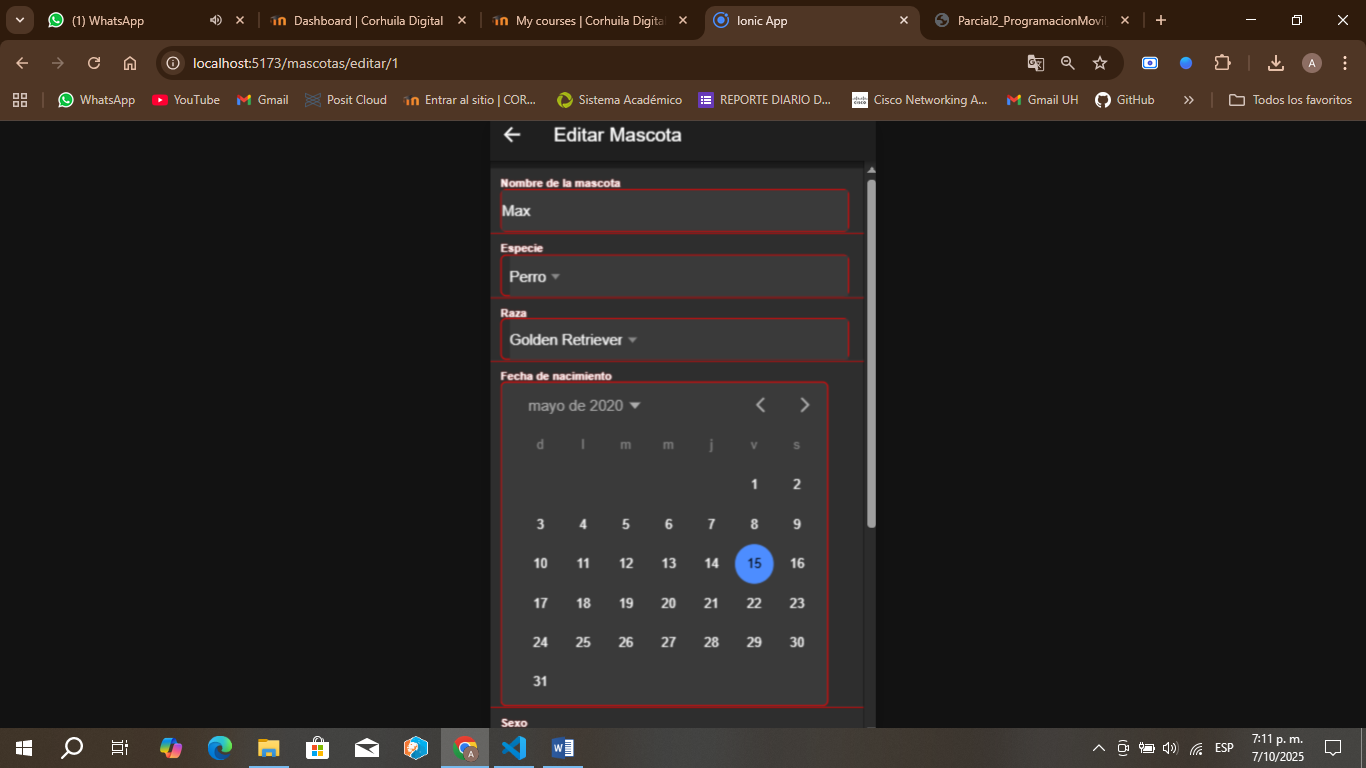 (1) WhatsApp
Dashboard | Corhuila Digital
My courses | Corhuila Digita
Ionic App
Parcial2_ProgramacionMovi
localhost:5173/mascotas/editar/1
A
WhatsApp
YouTube
Gmail
Posit Cloud
Entrar al sitio | COR...
Sistema Académico
REPORTE DIARIO D...
Cisco Networking A...
Gmail UH
GitHub
Todos los favoritos
Editar Mascota
Nombre de la mascota
Max
Especie
Perro
Raza
Golden Retriever
Fecha de nacimiento
mayo de 2020
d l m m j v s
1 2
3 4 5 6 7 8 9
10 11 12 13 14 15 16
17 18 19 20 21 22 23
24 25 26 27 28 29 30
31
Sexo
ESP
7:11 p. m.
7/10/2025